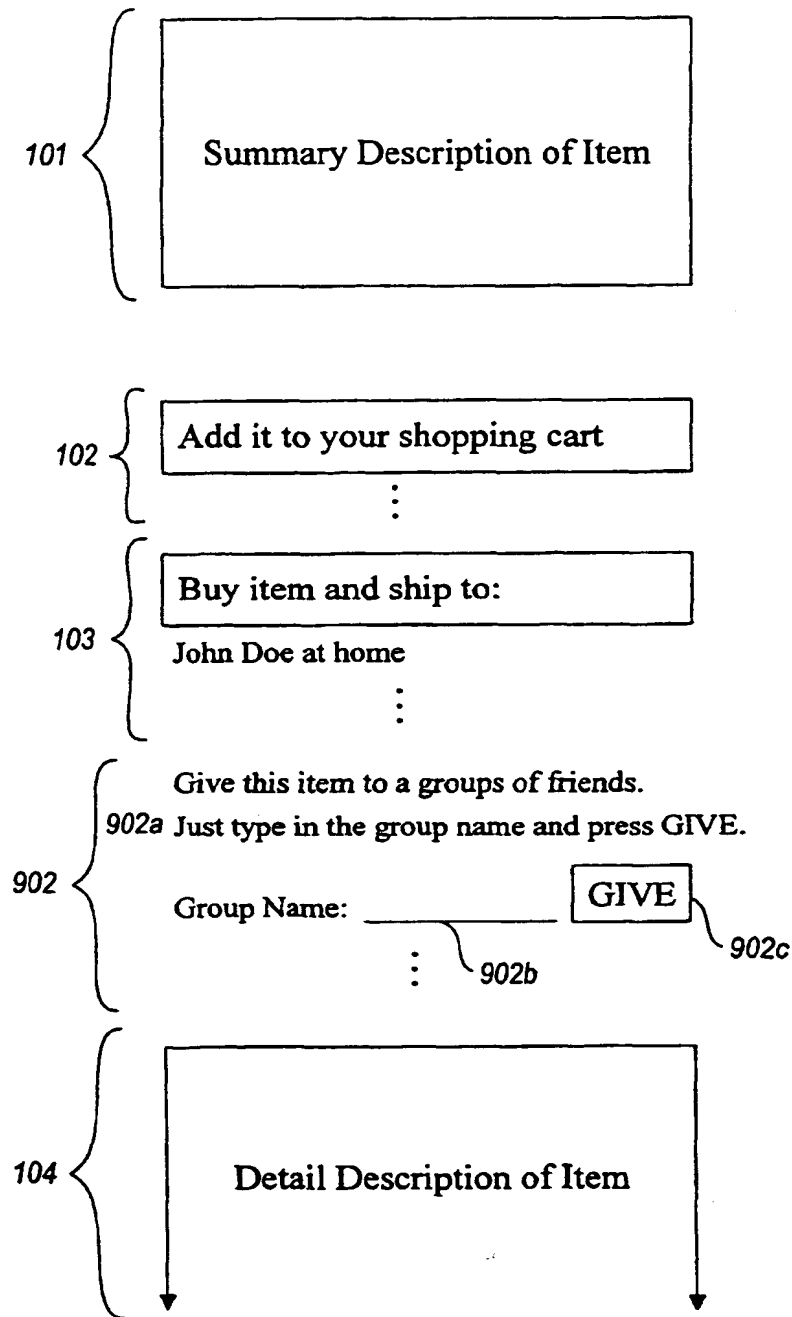 101
Summary Description of Item
102
Add it to your shopping cart
103
Buy item and ship to:
John Doe at home
902
Give this item to a groups of friends.
902a Just type in the group name and press GIVE.
Group Name: GIVE
902b
902c
104
Detail Description of Item